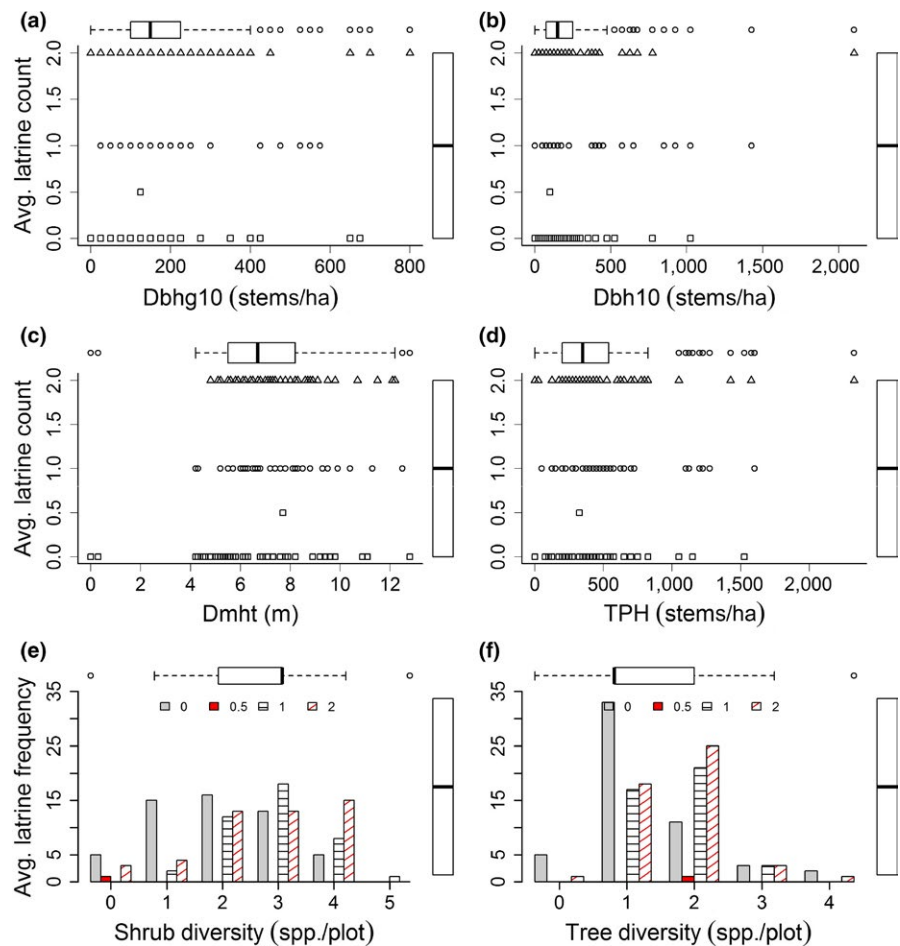 (a)
Avg. latrine count
0.0 0.5 1.0 1.5 2.0
0 200 400 600 800
Dbhg10 (stems/ha)
(b)
0.0 0.5 1.0 1.5 2.0
0 500 1,000 1,500 2,000
Dbh10 (stems/ha)
(c)
Avg. latrine count
0.0 0.5 1.0 1.5 2.0
0 2 4 6 8 10 12
Dmht (m)
(d)
0.0 0.5 1.0 1.5 2.0
0 500 1,000 1,500 2,000
TPH (stems/ha)
(e)
Avg. latrine frequency
0 5 15 25 35
0 0.5 1 2
0 1 2 3 4 5
Shrub diversity (spp./plot)
(f)
0 5 15 25 35
0 0.5 1 2
0 1 2 3 4
Tree diversity (spp./plot)